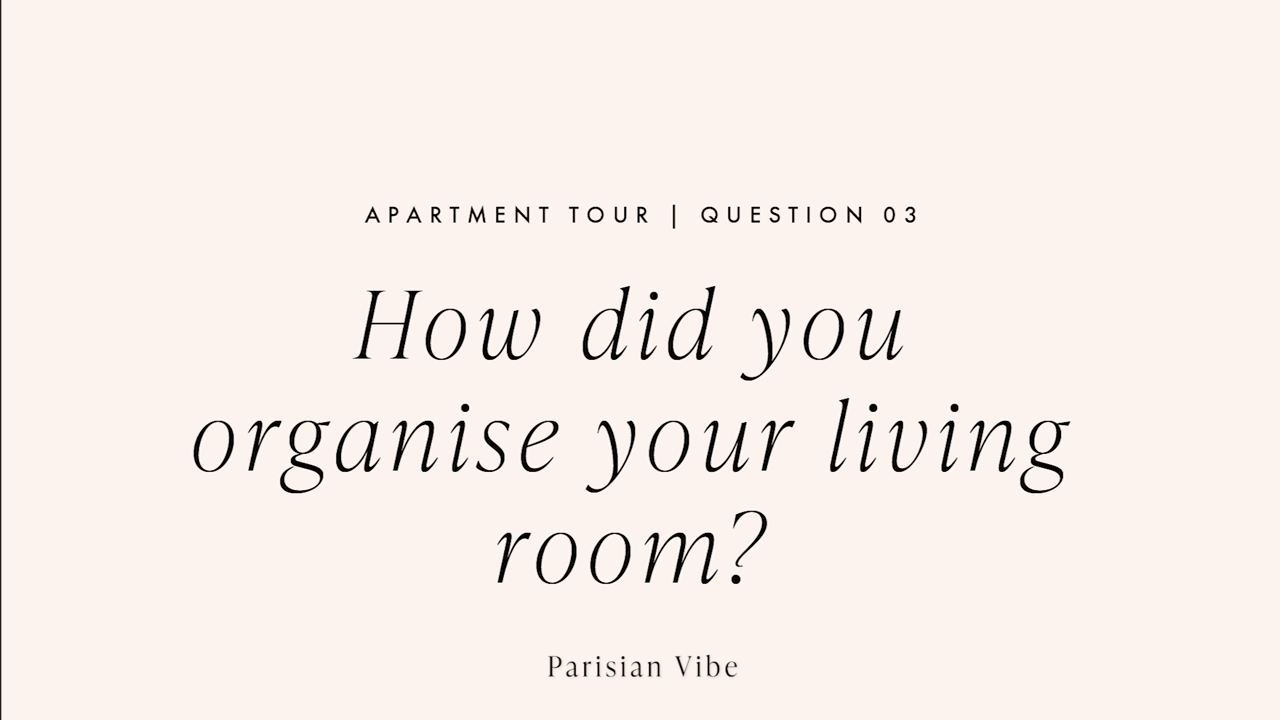 APARTMENT TOUR | QUESTION 03
How did you
organise your living
room?
Parisian Vibe